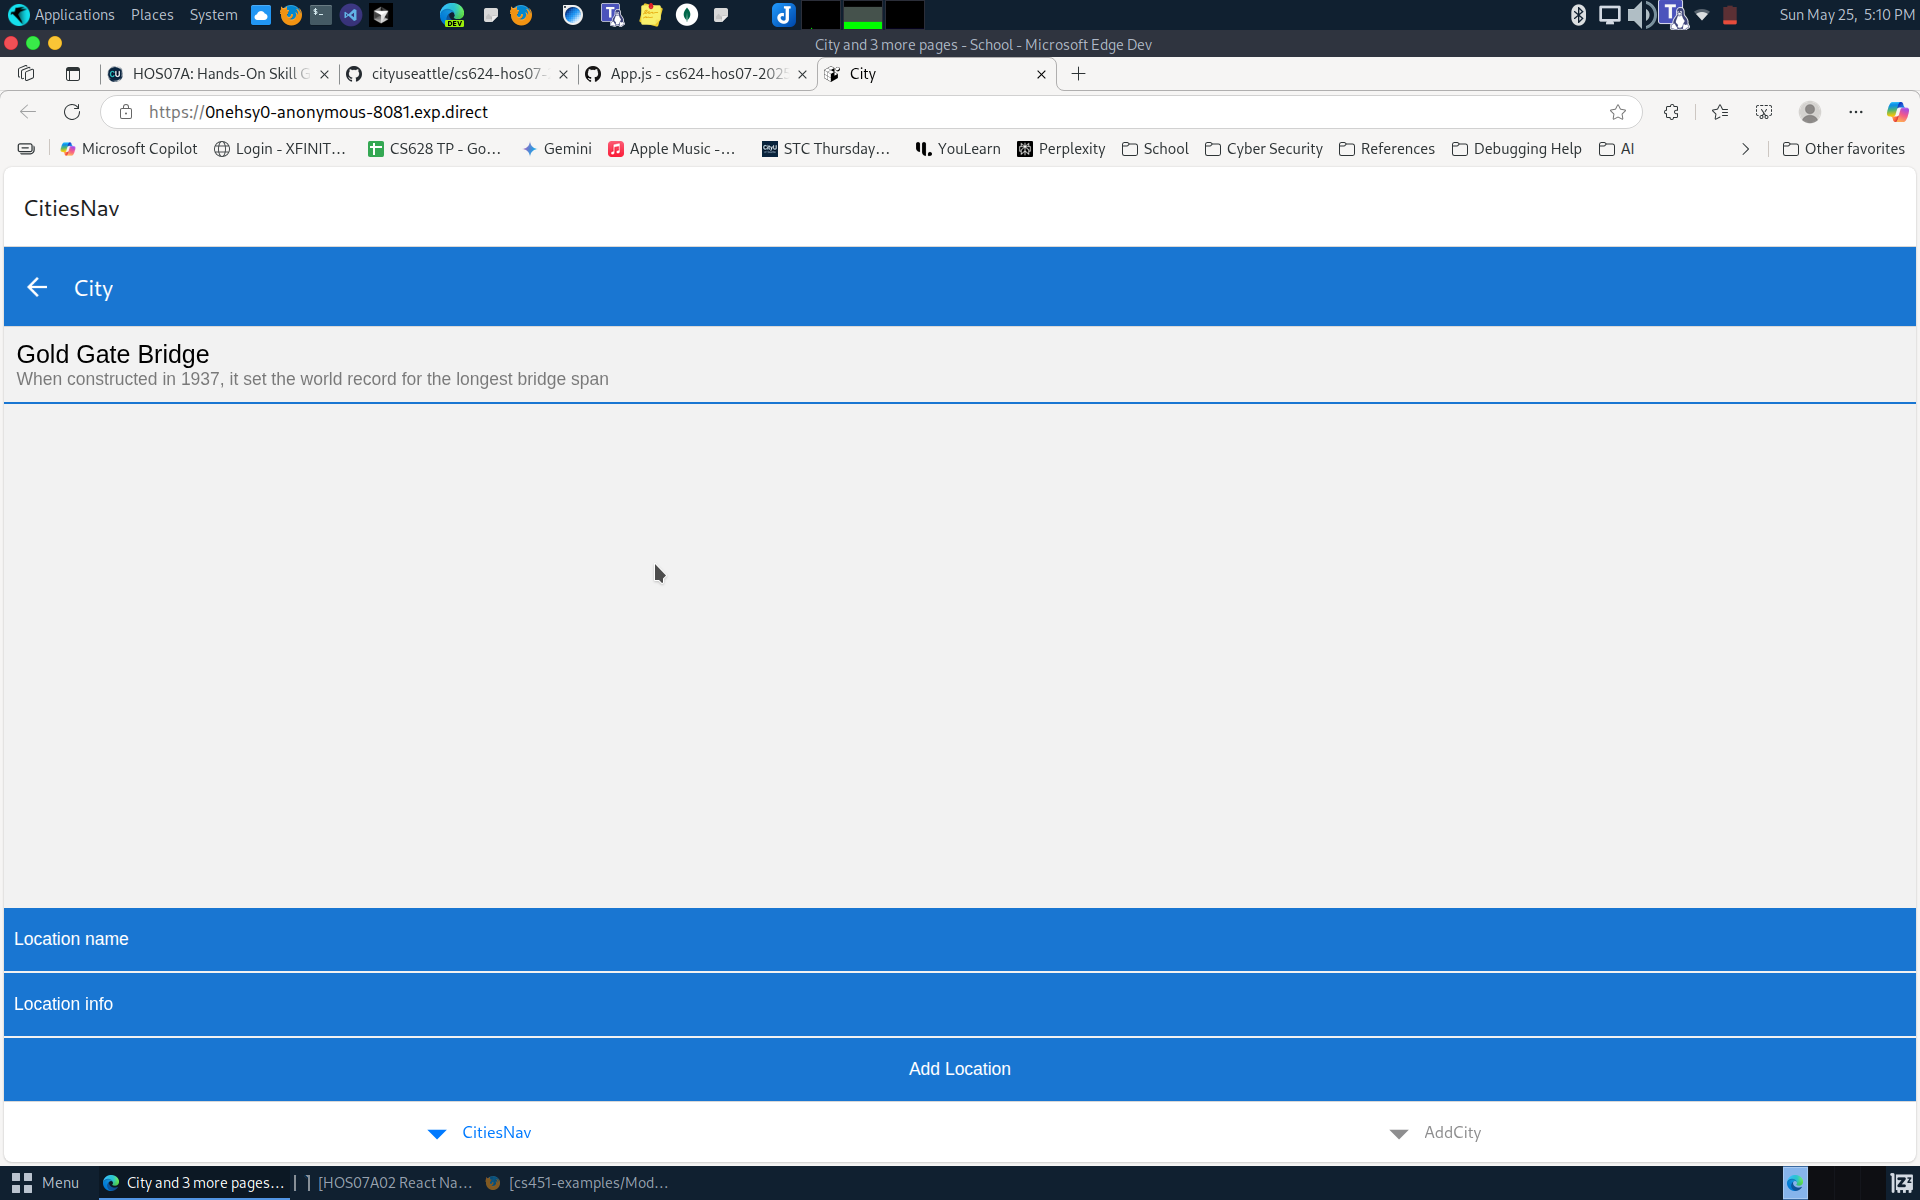 Applications Places System Sun May 25, 5:10 PM
City and 3 more pages - School - Microsoft Edge Dev
HOS07A: Hands-On Skill G cityuseattle/cs624-hos07- App.js - cs624-hos07-2025 City
https://0nehsy0-anonymous-8081.exp.direct
Microsoft Copilot Login - XFINIT... CS628 TP - Go... Gemini Apple Music -... STC Thursday... YouLearn Perplexity School Cyber Security References Debugging Help AI Other favorites
CitiesNav
City
Gold Gate Bridge
When constructed in 1937, it set the world record for the longest bridge span
Location name
Location info
Add Location
CitiesNav AddCity
Menu City and 3 more pages... [HOS07A02 React Na... [cs451-examples/Mod...